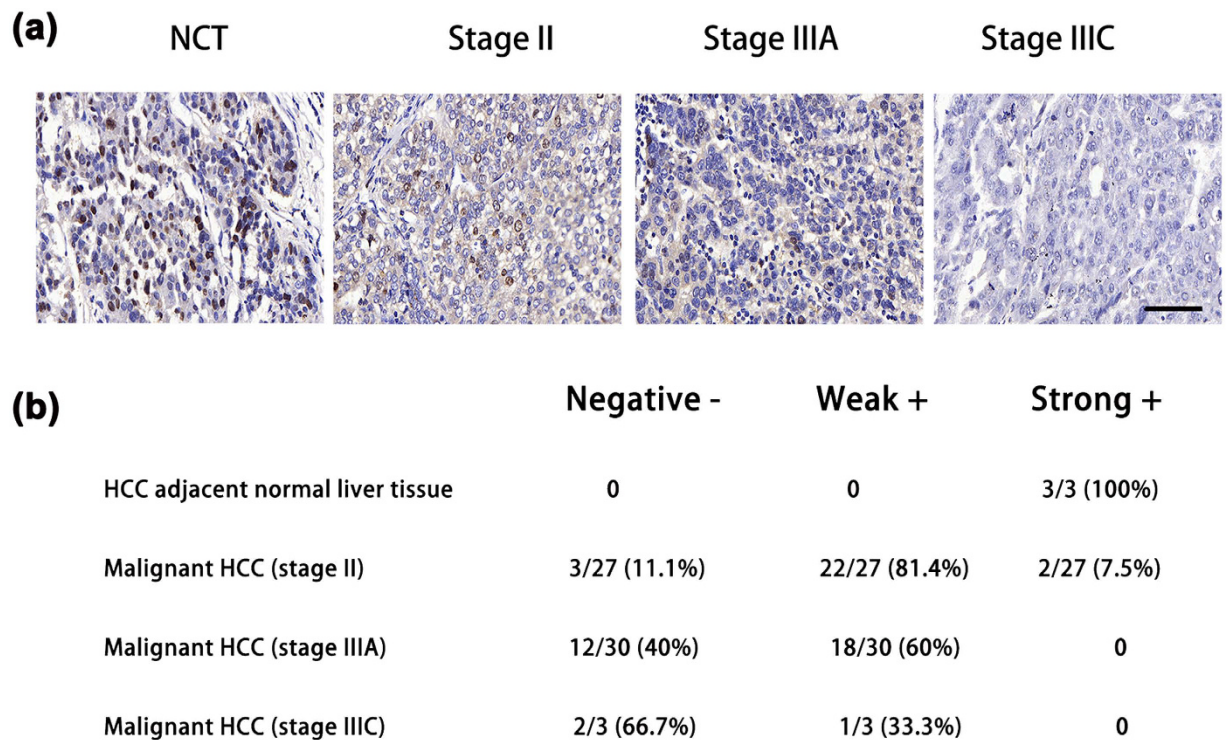 (a)
NCT Stage II Stage IIIA Stage IIIC
(b)
Negative - Weak + Strong +
HCC adjacent normal liver tissue 0 0 3/3 (100%)
Malignant HCC (stage II) 3/27 (11.1%) 22/27 (81.4%) 2/27 (7.5%)
Malignant HCC (stage IIIA) 12/30 (40%) 18/30 (60%) 0
Malignant HCC (stage IIIC) 2/3 (66.7%) 1/3 (33.3%) 0